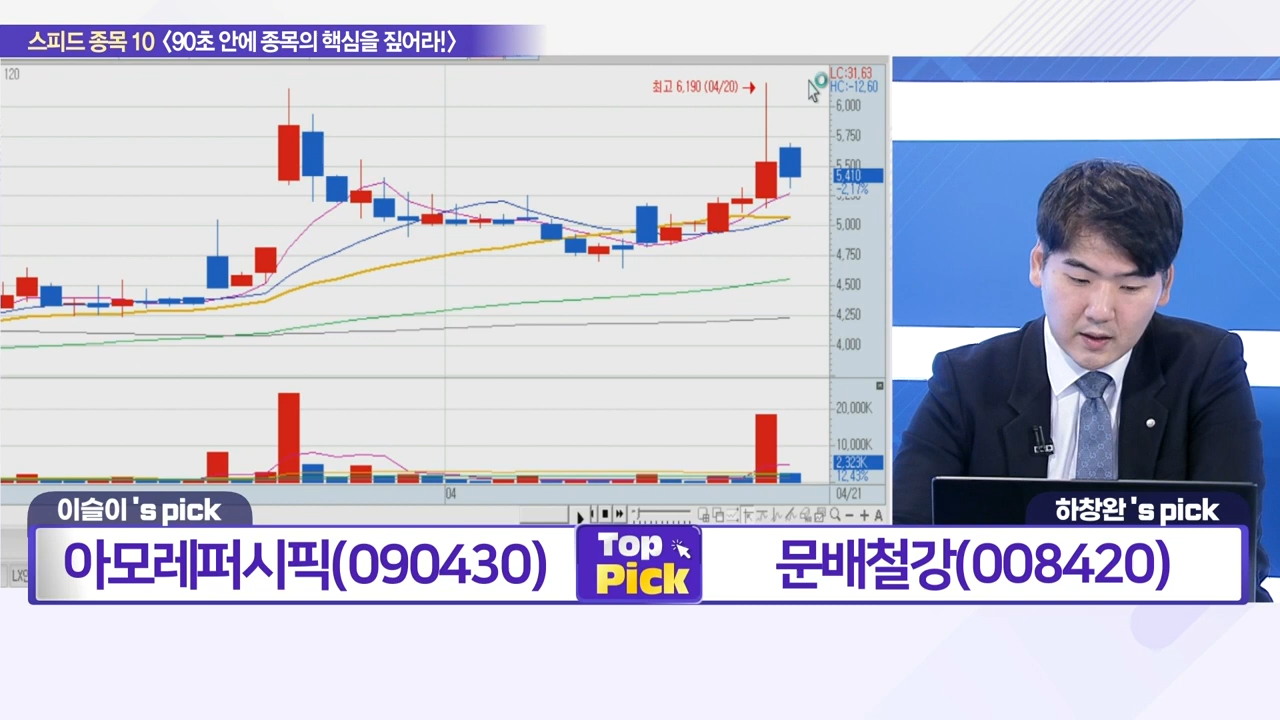 스피드 종목 10 〈90초 안에 종목의 핵심을 짚어라!〉
120
최고 6,190 (04/20)
LC:31,63
HC:-12,60
6,000
5,750
5,500
5,410
-2,17%
5,250
5,000
4,750
4,500
4,250
4,000
20,000K
10,000K
2,323K
12,43%
04
04/21
A
이슬이 's pick
하창완 's pick
아모레퍼시픽(090430)
Top
Pick
문배철강(008420)